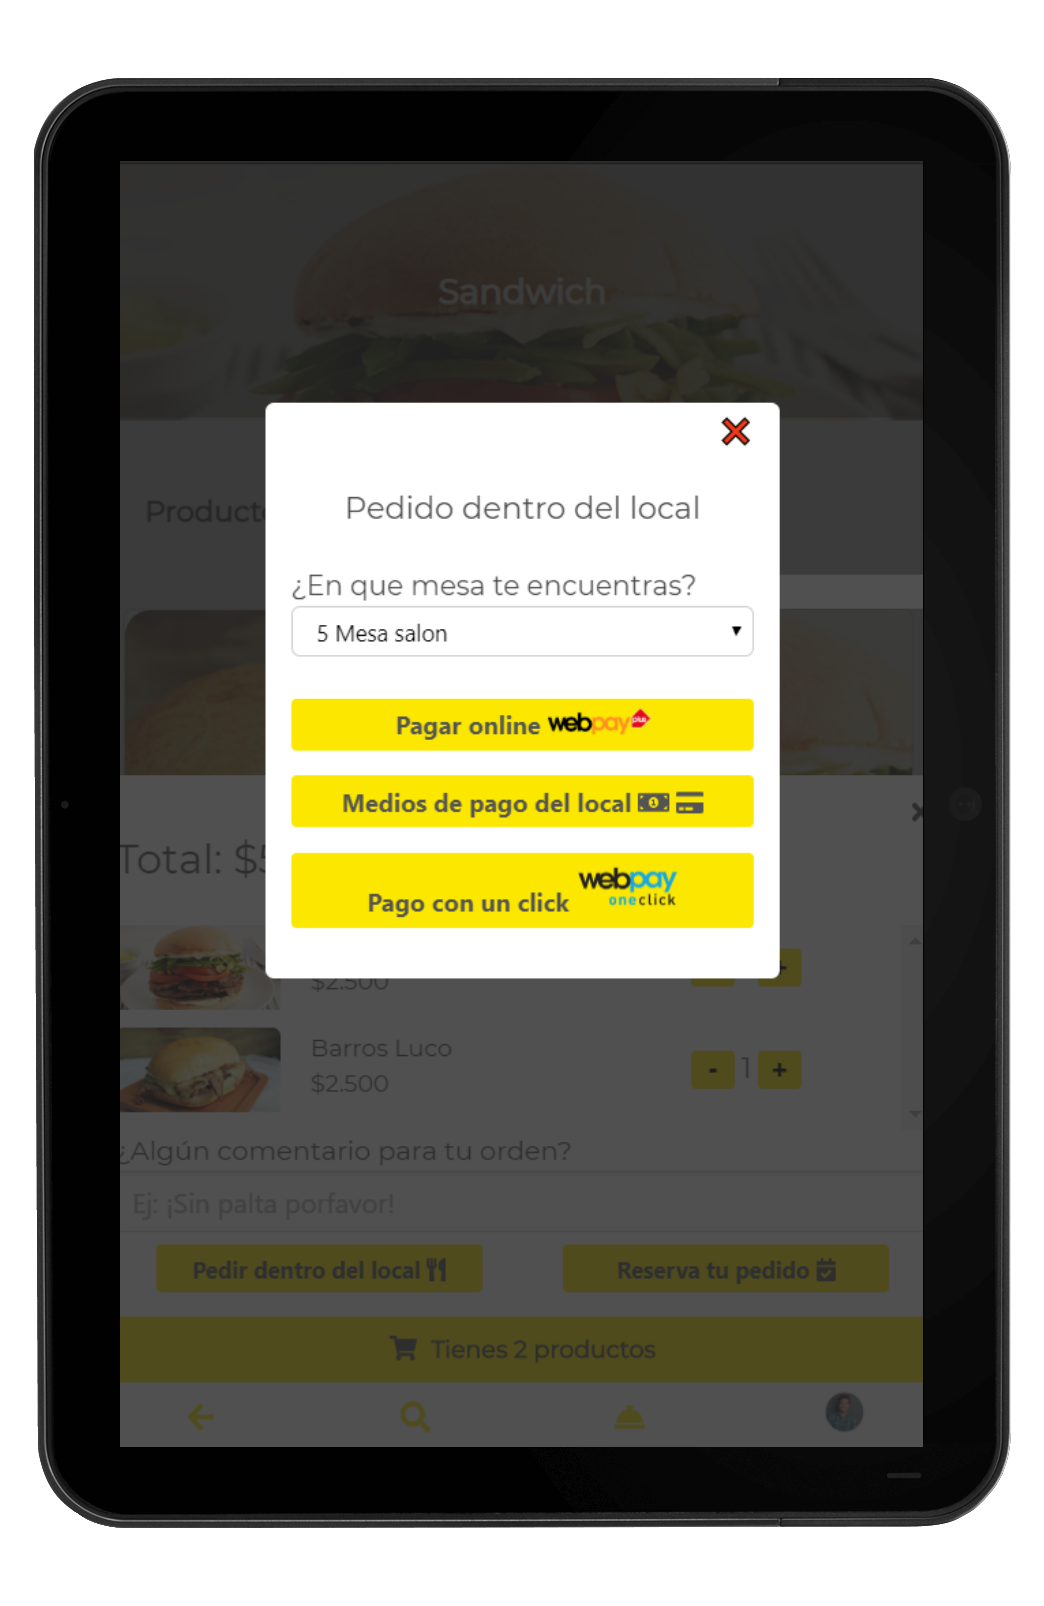 Sandwich
Pedido dentro del local
¿En que mesa te encuentras?
5 Mesa salon
Pagar online webpay plus
Medios de pago del local
Pago con un click webpay
oneclick
Total: $
$2.500
Barros Luco
$2.500
- 1 +
¿Algún comentario para tu orden?
Ej: ¡Sin palta porfavor!
Pedir dentro del local
Reserva tu pedido
Tienes 2 productos